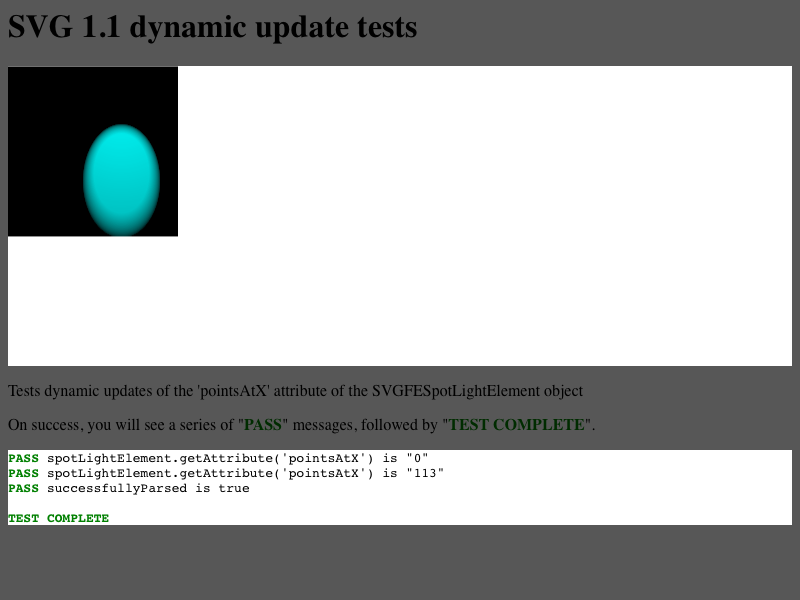 SVG 1.1 dynamic update tests
Tests dynamic updates of the 'pointsAtX' attribute of the SVGFESpotLightElement object
On success, you will see a series of "PASS" messages, followed by "TEST COMPLETE".
PASS spotLightElement.getAttribute('pointsAtX') is "0"
PASS spotLightElement.getAttribute('pointsAtX') is "113"
PASS successfullyParsed is true
TEST COMPLETE